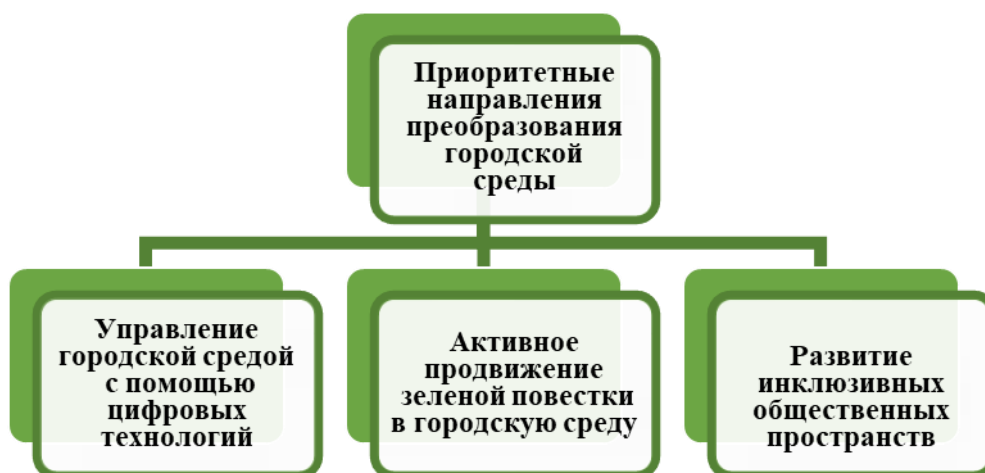 Приоритетные
направления
преобразования
городской
среды
Управление
городской средой
с помощью
цифровых
технологий
Активное
продвижение
зеленой повестки
в городскую среду
Развитие
инклюзивных
общественных
пространств